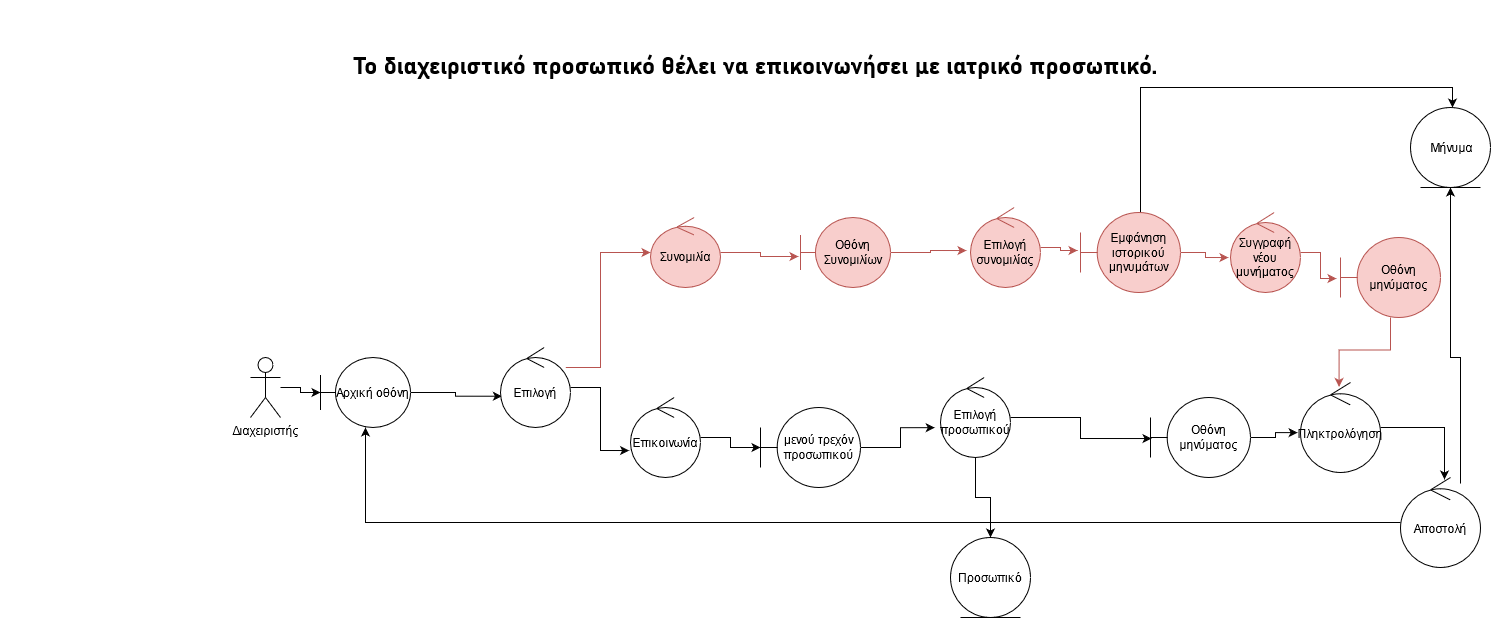 Το διαχειριστικό προσωπικό θέλει να επικοινωνήσει με ιατρικό προσωπικό.
Μήνυμα
Συνομιλία
Οθόνη
Συνομιλίων
Επιλογή
συνομιλίας
Εμφάνηση
ιστορικού
μηνυμάτων
Συγγραφή
νέου
μυνήματος
Οθόνη
μηνύματος
Διαχειριστής
Αρχική οθόνη
Επιλογή
Επικοινωνία
μενού τρεχόν
προσωπικού
Επιλογή
προσωπικού
Οθόνη
μηνύματος
Πληκτρολόγηση
Αποστολή
Προσωπικό